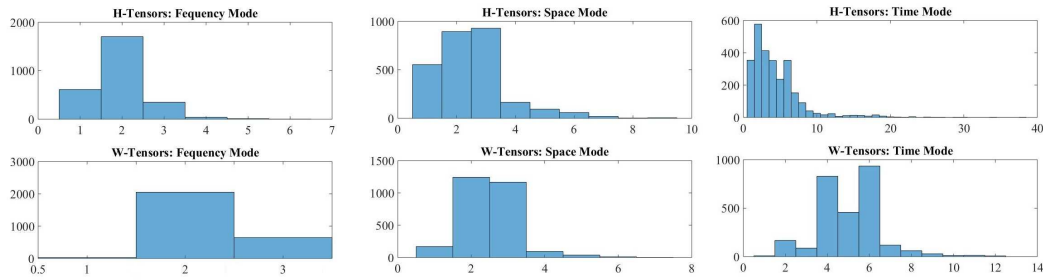 H-Tensors: Fequency Mode
2000
1000
0
0 1 2 3 4 5 6 7
H-Tensors: Space Mode
1000
500
0
0 2 4 6 8 10
H-Tensors: Time Mode
600
400
200
0
0 10 20 30 40
W-Tensors: Fequency Mode
3000
2000
1000
0
0.5 1 2 3
W-Tensors: Space Mode
1500
1000
500
0
0 1 2 3 4 5 6 7 8
W-Tensors: Time Mode
1000
500
0
0 2 4 6 8 10 12 14